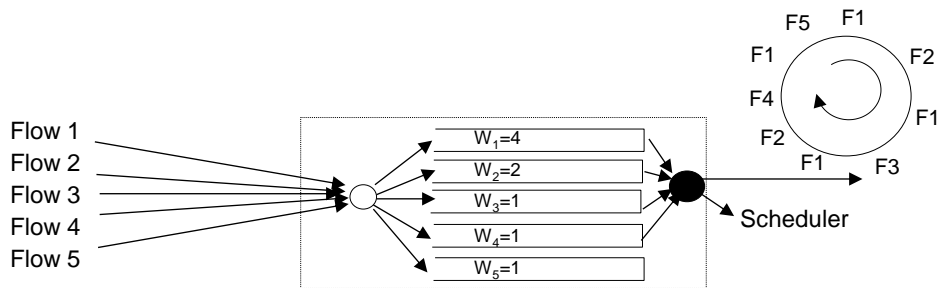 F5 F1
F1 F2
F4 F1
F2 F1 F3
Flow 1
Flow 2
Flow 3
Flow 4
Flow 5
W₁=4
W₂=2
W₃=1
W₄=1
W₅=1
Scheduler